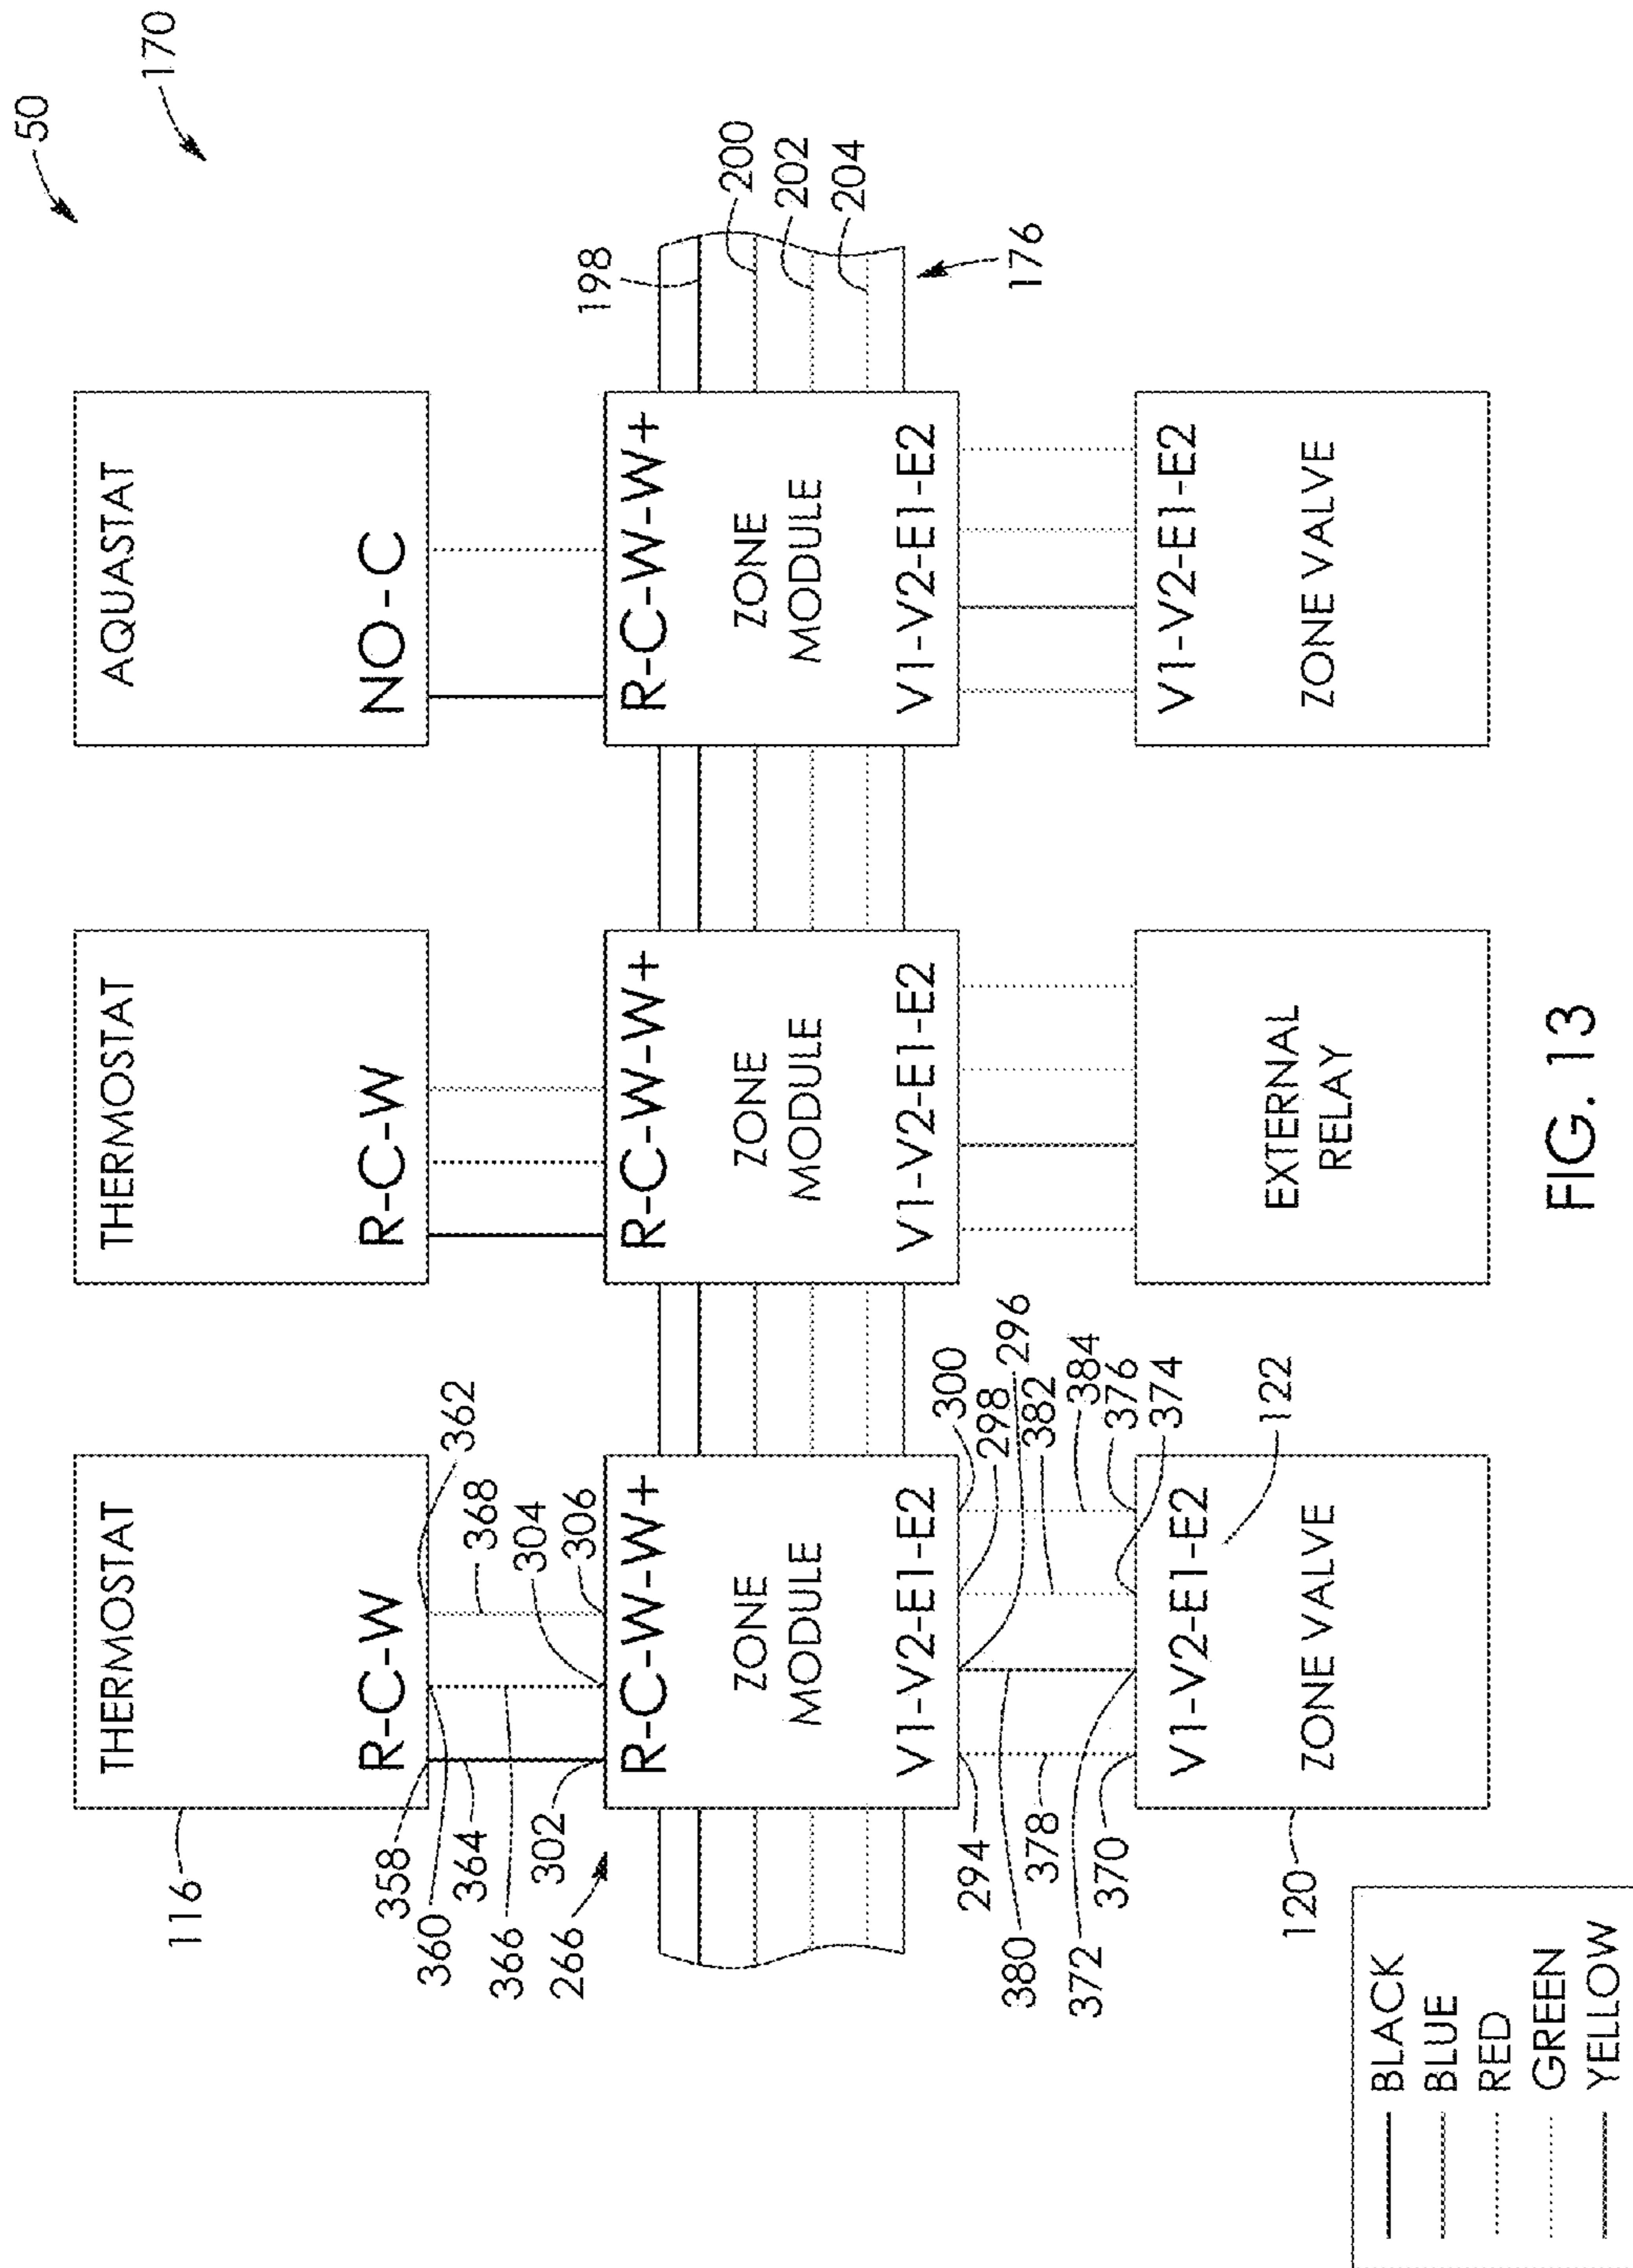 50
170
THERMOSTAT
R-C-W
116
358
360
364
366
302
266
362
368
304
306
THERMOSTAT
R-C-W
AQUASTAT
NO - C
R-C-W-W+
ZONE
MODULE
V1-V2-E1-E2
R-C-W-W+
ZONE
MODULE
V1-V2-E1-E2
R-C-W-W+
ZONE
MODULE
V1-V2-E1-E2
198
200
202
204
176
294
380
378
372
370
300
298
296
382
384
376
374
V1-V2-E1-E2
122
ZONE VALVE
120
EXTERNAL
RELAY
V1-V2-E1-E2
ZONE VALVE
BLACK
BLUE
RED
GREEN
YELLOW
FIG. 13